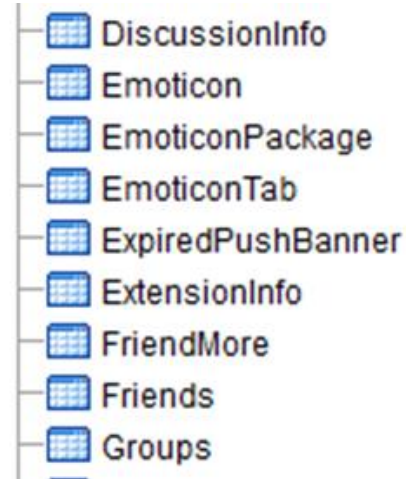 DiscussionInfo
Emoticon
EmoticonPackage
EmoticonTab
ExpiredPushBanner
ExtensionInfo
FriendMore
Friends
Groups